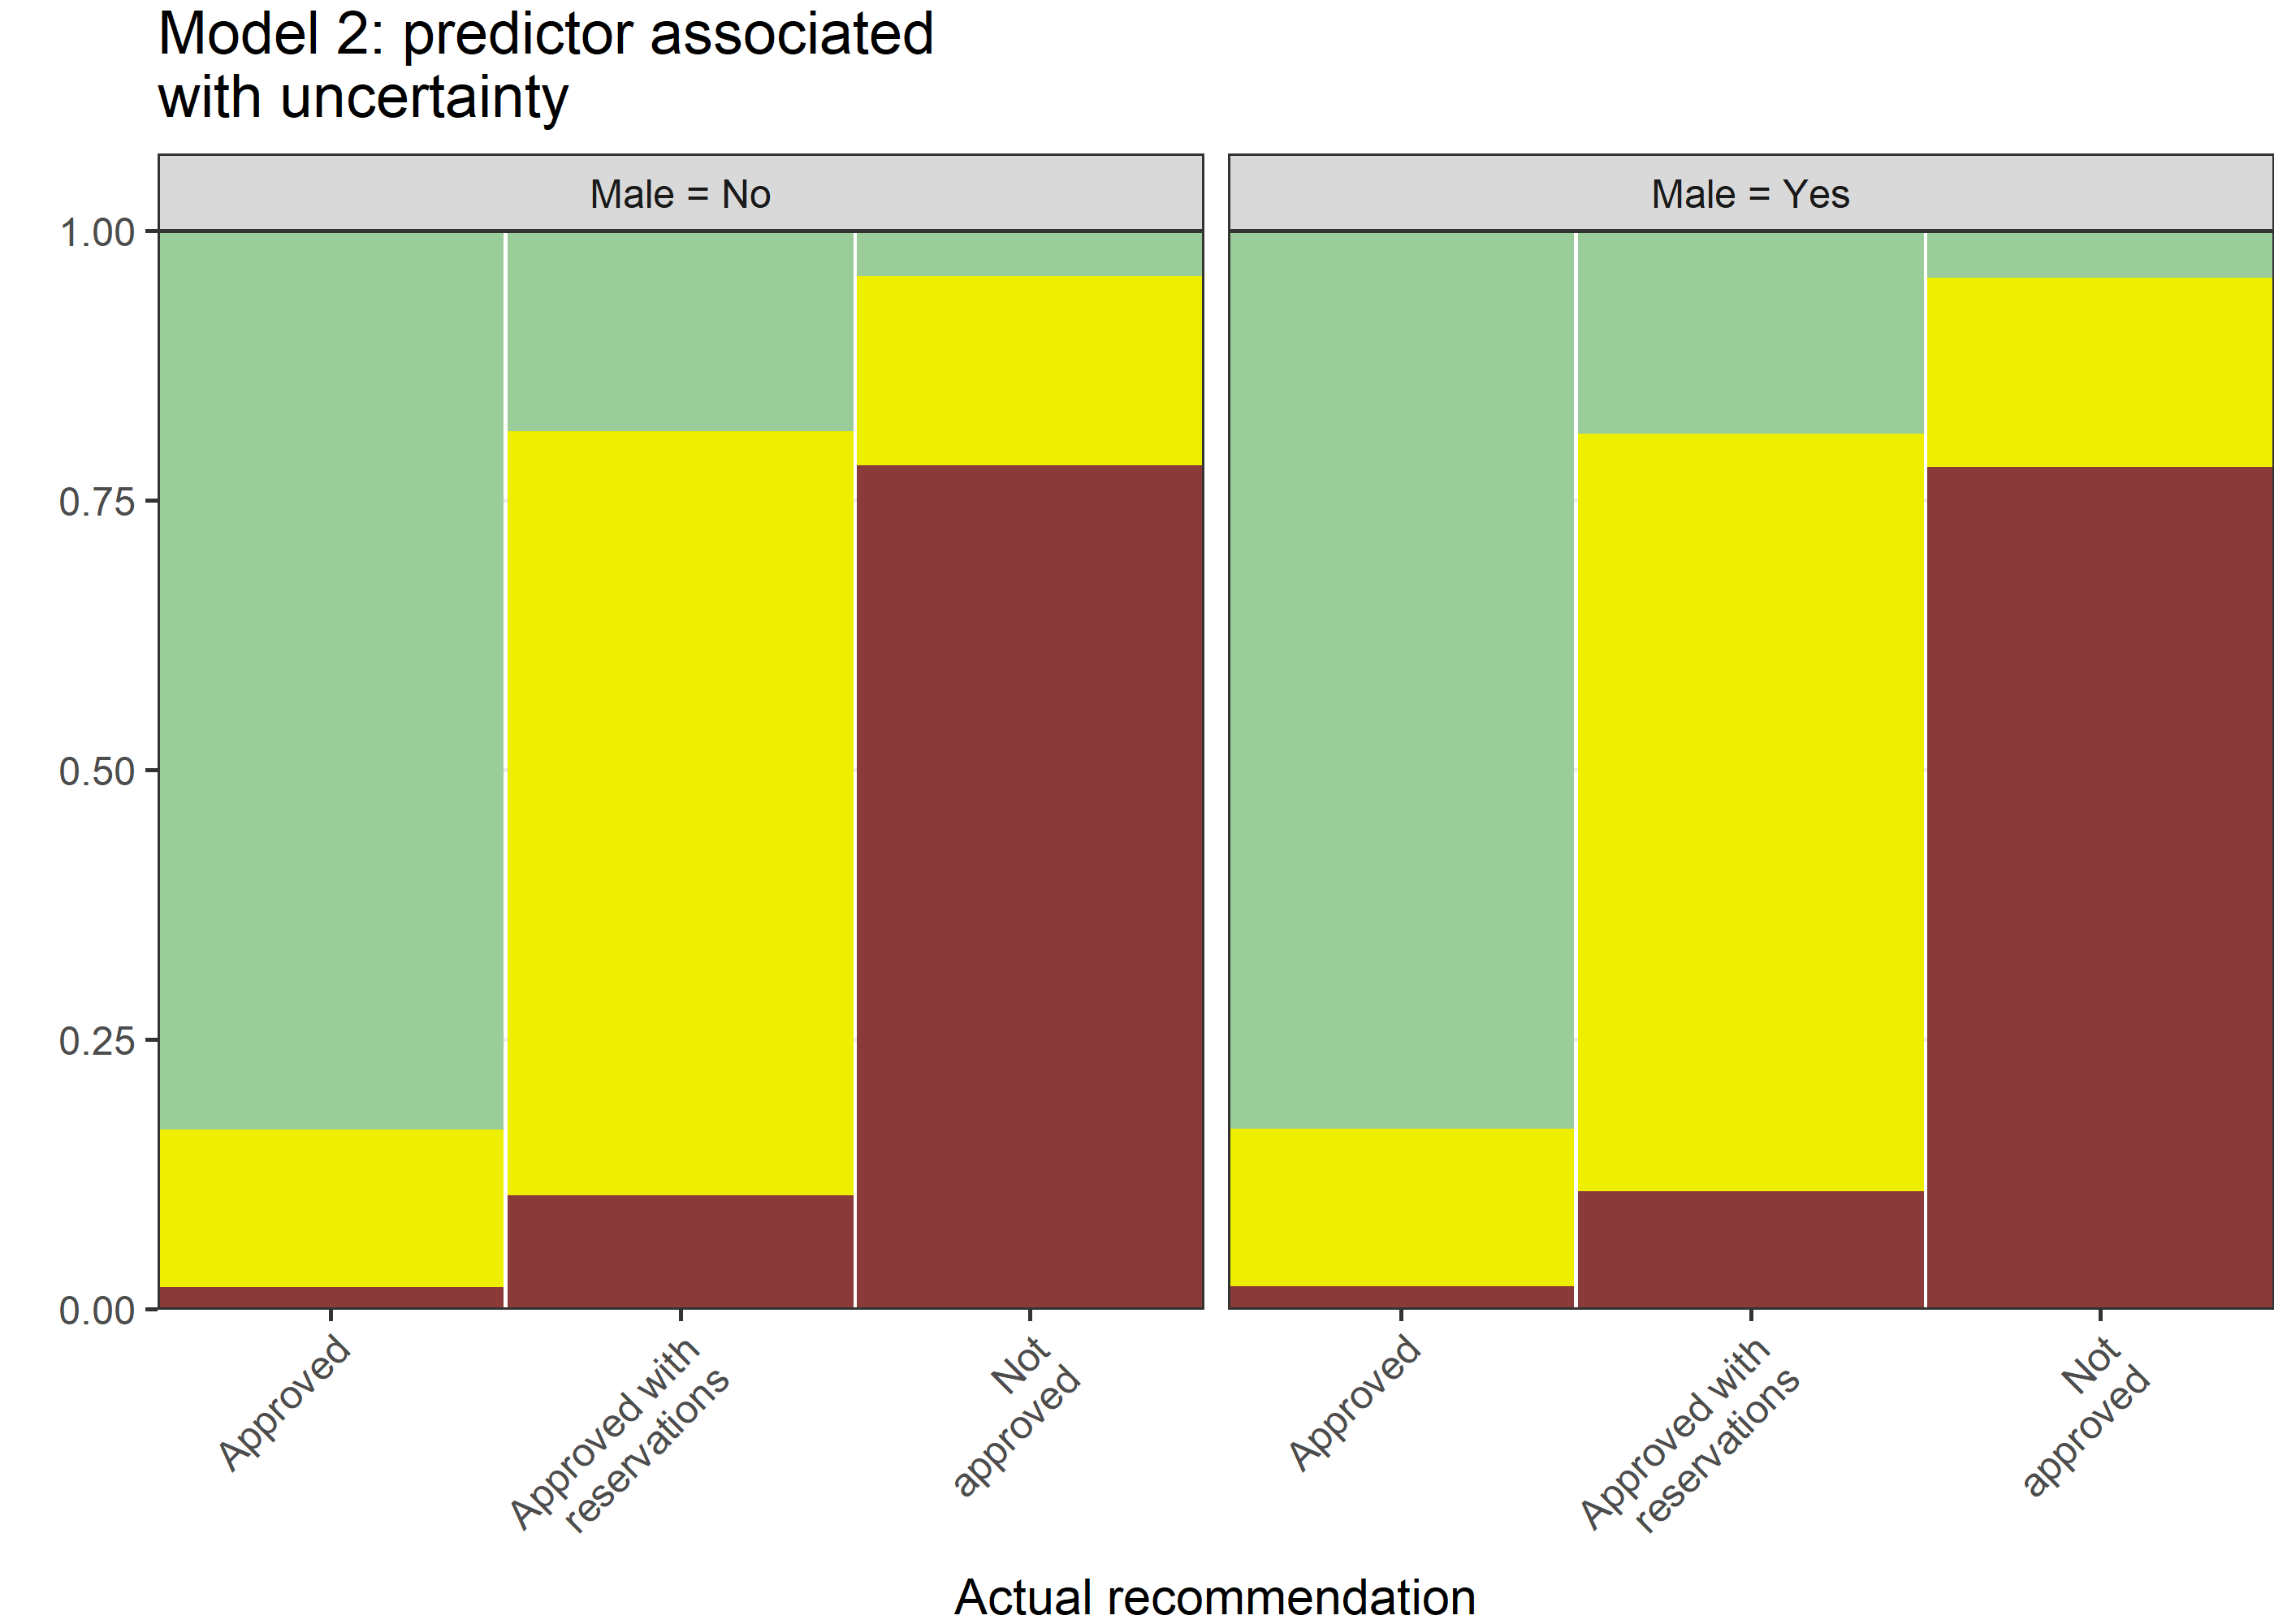 Model 2: predictor associated
with uncertainty
Male = No
Male = Yes
1.00
0.75
0.50
0.25
0.00
Approved
Approved with
reservations
Not
approved
Approved
Approved with
reservations
Not
approved
Actual recommendation